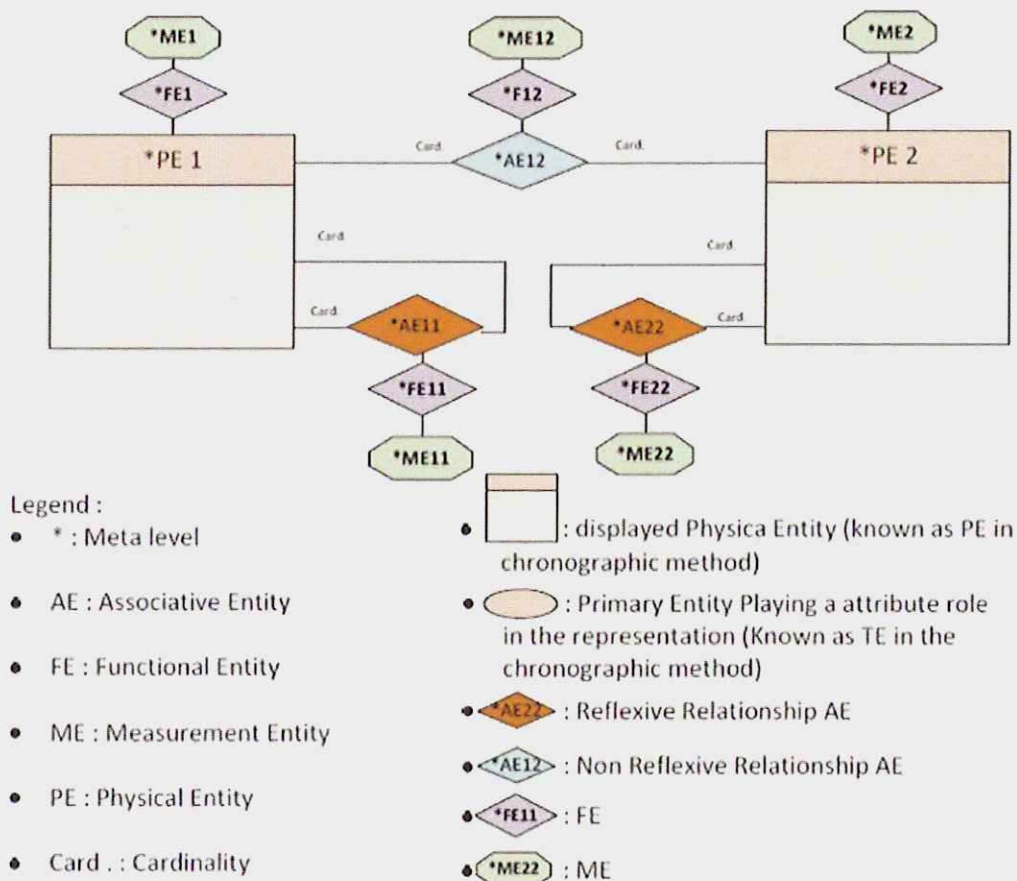 *ME1
*ME12
*ME2
*FE1
*F12
*FE2
*PE 1
Card.
*AE12
Card.
*PE 2
Card.
Card.
Card.
*AE11
*AE22
Card.
*FE11
*FE22
*ME11
*ME22
Legend :
• * : Meta level
• AE : Associative Entity
• FE : Functional Entity
• ME : Measurement Entity
• PE : Physical Entity
• Card . : Cardinality
• : displayed Physica Entity (known as PE in
chronographic method)
• : Primary Entity Playing a attribute role
in the representation (Known as TE in the
chronographic method)
• *AE22 : Reflexive Relationship AE
• *AE12 : Non Reflexive Relationship AE
• *FE11 : FE
• *ME22 : ME